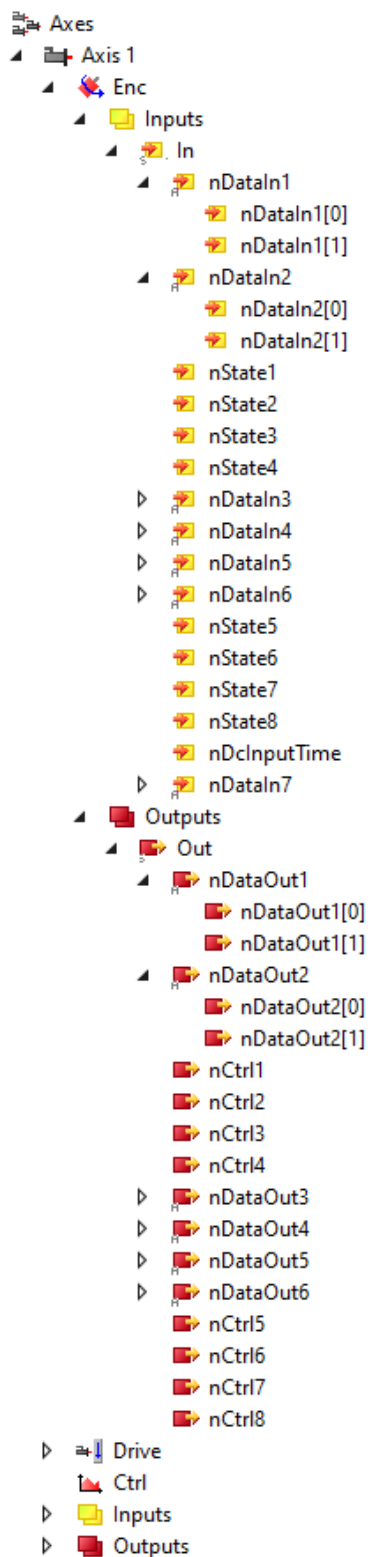 Axes
Axis 1
Enc
Inputs
In
nDataIn1
nDataIn1[0]
nDataIn1[1]
nDataIn2
nDataIn2[0]
nDataIn2[1]
nState1
nState2
nState3
nState4
nDataIn3
nDataIn4
nDataIn5
nDataIn6
nState5
nState6
nState7
nState8
nDcInputTime
nDataIn7
Outputs
Out
nDataOut1
nDataOut1[0]
nDataOut1[1]
nDataOut2
nDataOut2[0]
nDataOut2[1]
nCtrl1
nCtrl2
nCtrl3
nCtrl4
nDataOut3
nDataOut4
nDataOut5
nDataOut6
nCtrl5
nCtrl6
nCtrl7
nCtrl8
Drive
Ctrl
Inputs
Outputs